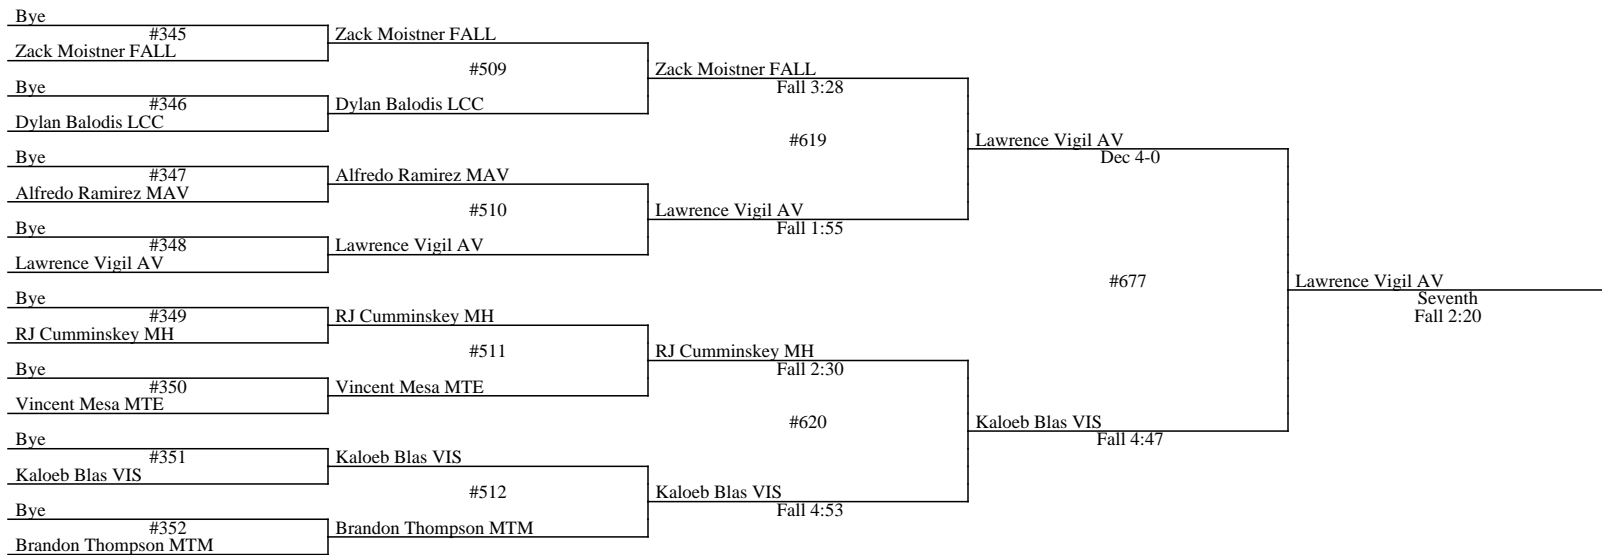 Bye
#345
Zack Moistner FALL
Bye
#346
Dylan Balodis LCC
Bye
#347
Alfredo Ramirez MAV
Bye
#348
Lawrence Vigil AV
Bye
#349
RJ Cumminskey MH
Bye
#350
Vincent Mesa MTE
Bye
#351
Kaloeb Blas VIS
Bye
#352
Brandon Thompson MTM
Zack Moistner FALL
#509
Dylan Balodis LCC
Alfredo Ramirez MAV
#510
Lawrence Vigil AV
RJ Cumminskey MH
#511
Vincent Mesa MTE
Kaloeb Blas VIS
#512
Brandon Thompson MTM
Zack Moistner FALL
Fall 3:28
#619
Lawrence Vigil AV
Fall 1:55
RJ Cumminskey MH
Fall 2:30
#620
Kaloeb Blas VIS
Fall 4:53
Lawrence Vigil AV
Dec 4-0
#677
Kaloeb Blas VIS
Fall 4:47
Lawrence Vigil AV
Seventh
Fall 2:20